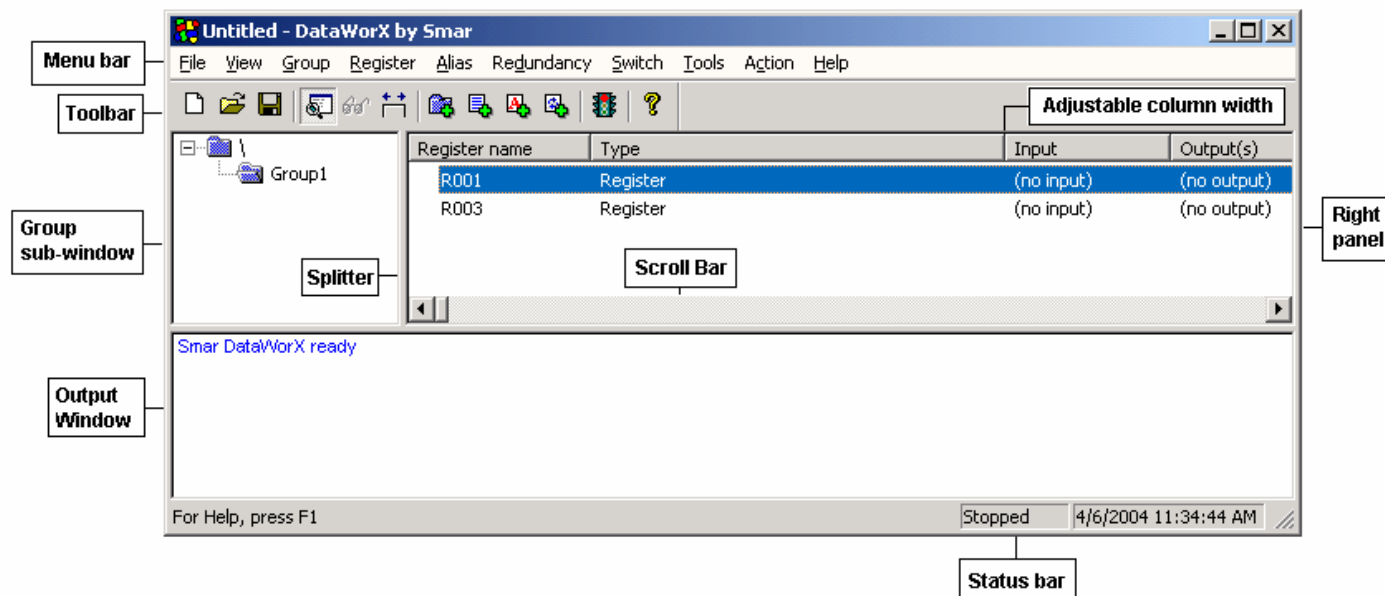 Untitled - DataWorX by Smar
Menu bar
File View Group Register Alias Redundancy Switch Tools Action Help
Toolbar
Adjustable column width
\
Group1
Register name Type Input Output(s)
R001 Register (no input) (no output)
R003 Register (no input) (no output)
Group
sub-window
Splitter
Scroll Bar
Right
panel
Smar DataWorX ready
Output
Window
For Help, press F1
Stopped
4/6/2004 11:34:44 AM
Status bar